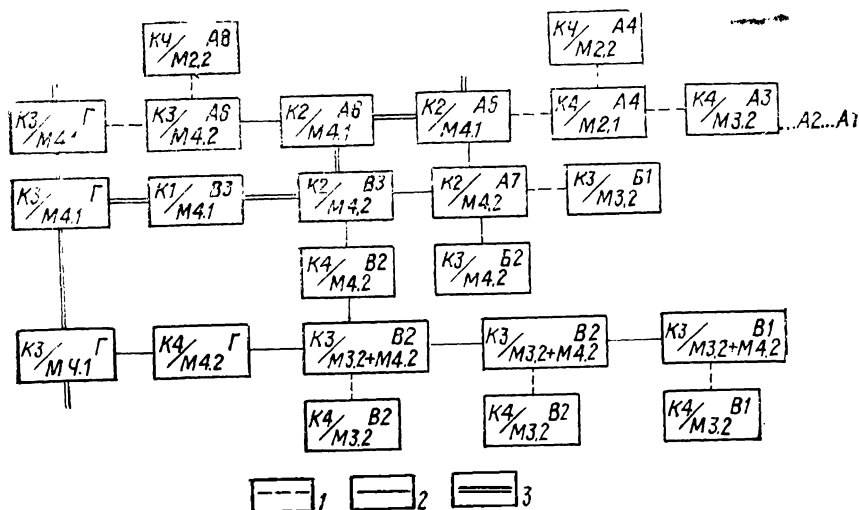 К4/М2,2 А8
К4/М2,2 А4
К3/М4.1 Г
К3/М4.2 А6
К2/М4.1 А6
К2/М4.1 А5
К4/М2,1 А4
К4/М3.2 А3
...А2...А1
К3/М4.1 Г
К1/М4.1 В3
К2/М4,2 В3
К2/М4.2 А7
К3/М3,2 Б1
К4/М4.2 В2
К3/М4.2 Б2
К3/М4.1 Г
К4/М4.2 Г
К3/М3,2+М4.2 В2
К3/М3,2+М4.2 В2
К3/М3,2+М4,2 В1
К4/М3.2 В2
К4/М3,2 В2
К4/М3,2 В1
1 2 3